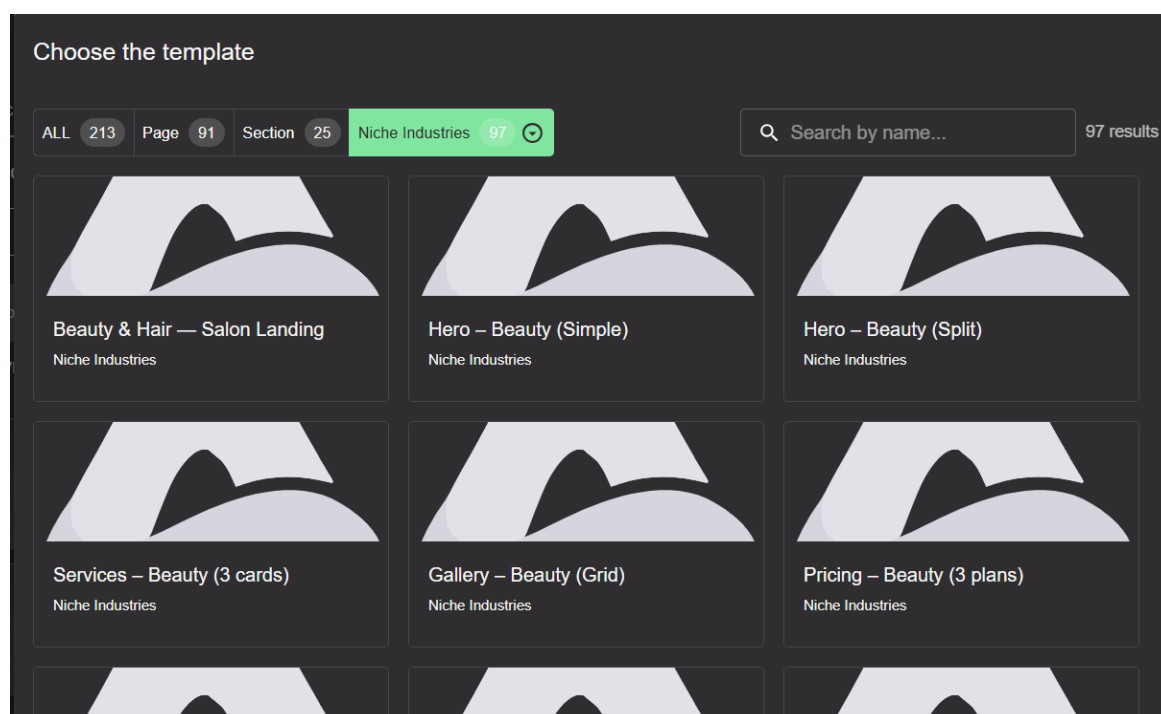 Choose the template
ALL 213 Page 91 Section 25 Niche Industries 97 Search by name... 97 results
Beauty & Hair — Salon Landing Hero – Beauty (Simple) Hero – Beauty (Split)
Niche Industries Niche Industries Niche Industries
Services – Beauty (3 cards) Gallery – Beauty (Grid) Pricing – Beauty (3 plans)
Niche Industries Niche Industries Niche Industries